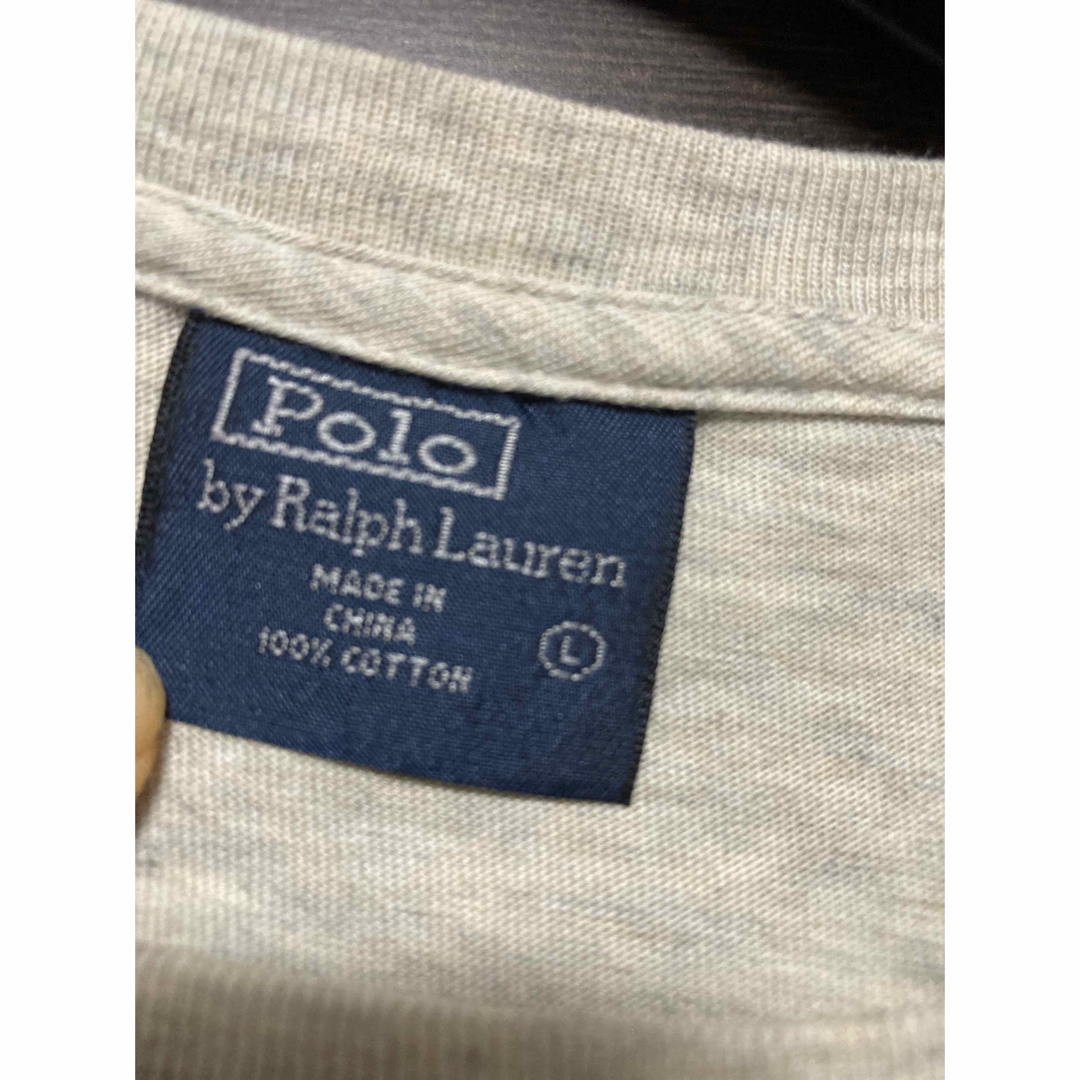 Polo
by Ralph Lauren
MADE IN
CHINA
100% COTTON
L